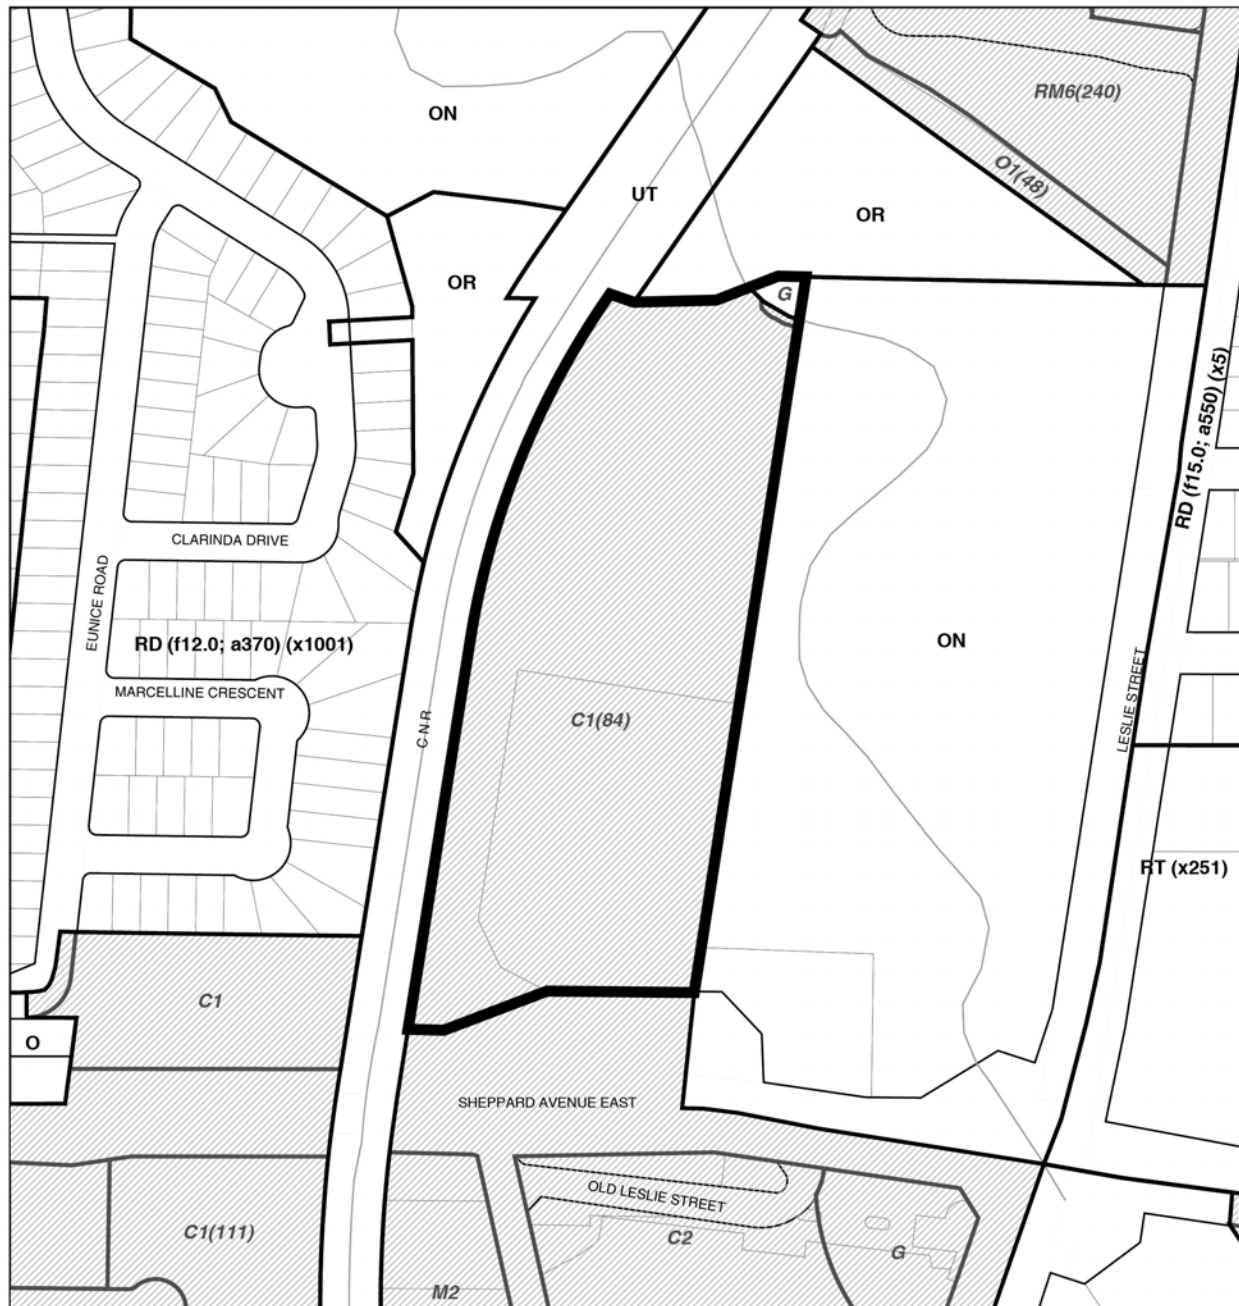 RM6(240)
ON
O1(48)
UT
OR
OR
G
RD (f15.0; a550) (x5)
CLARINDA DRIVE
EUNICE ROAD
RD (f12.0; a370) (x1001)
ON
MARCELLINE CRESCENT
LESLIE STREET
C1(84)
C N R
RT (x251)
C1
O
SHEPPARD AVENUE EAST
OLD LESLIE STREET
C1(111)
C2
G
M2